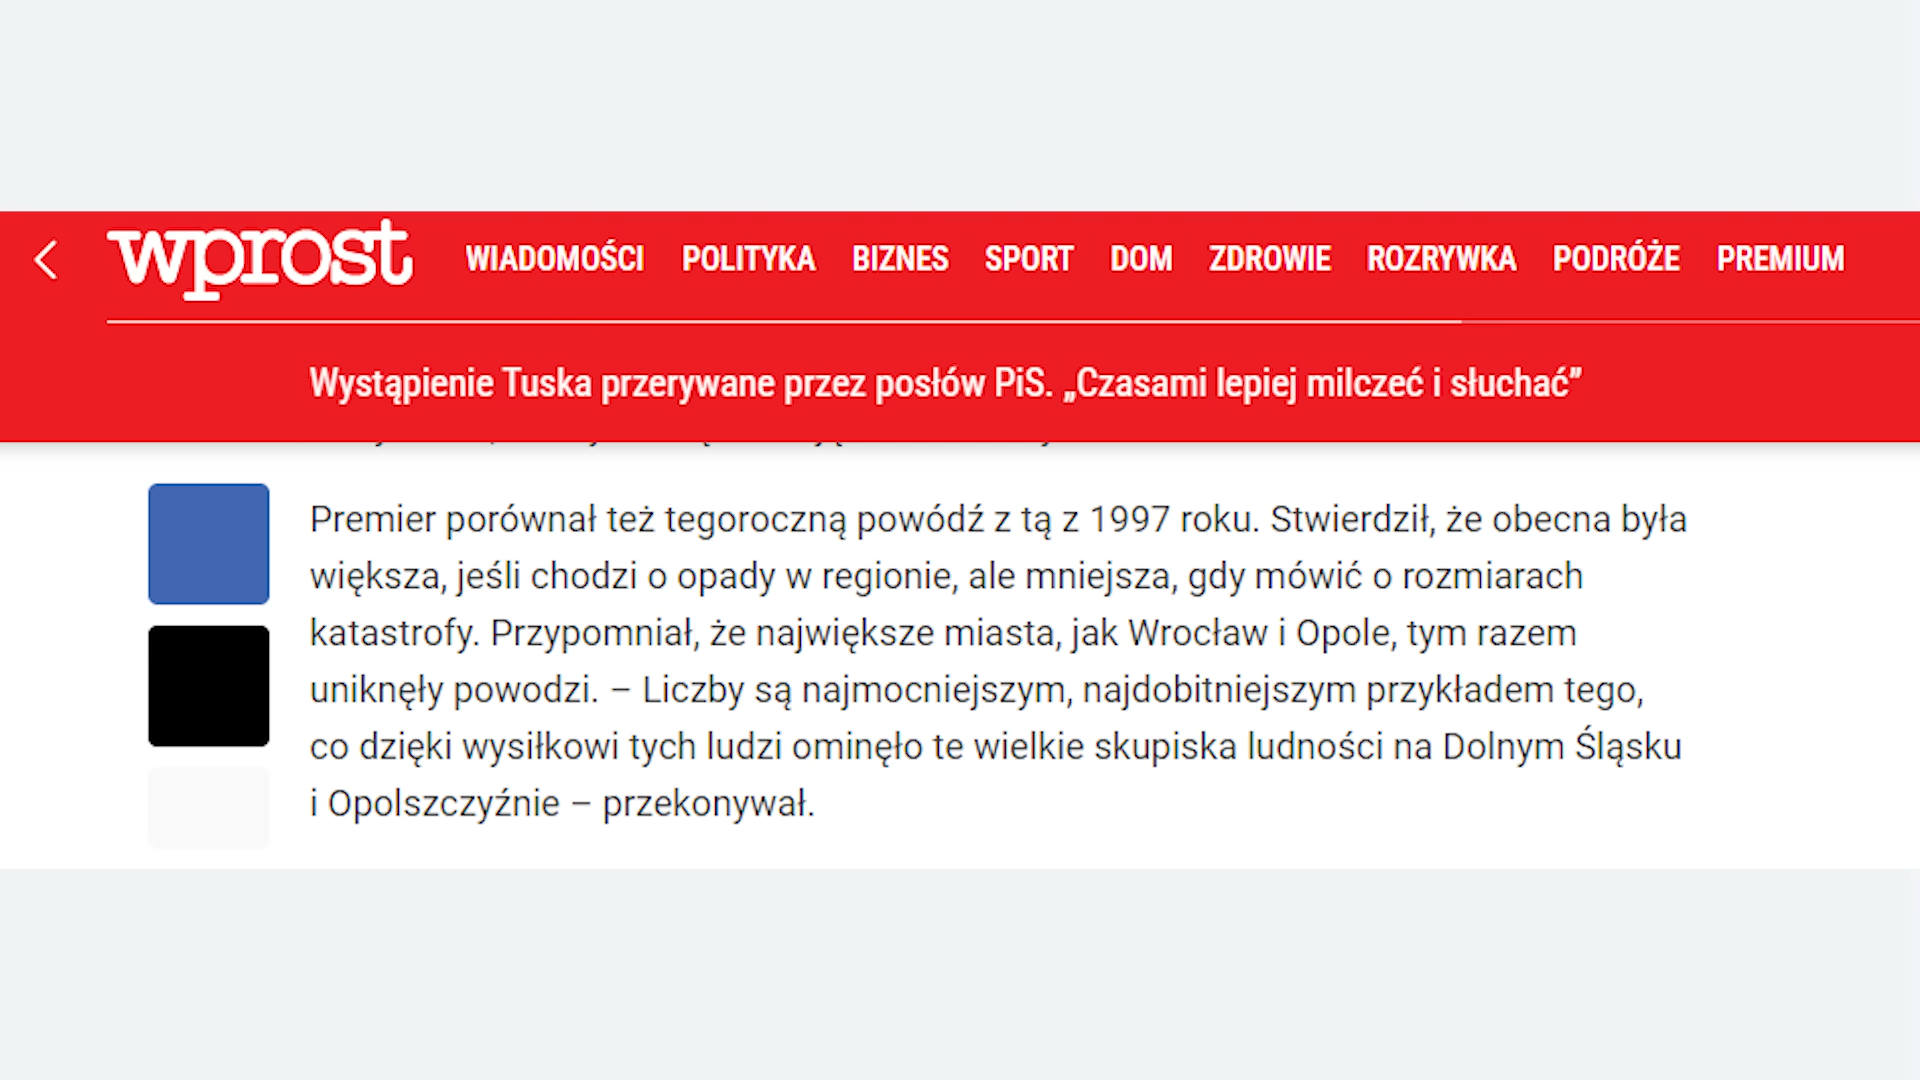 wprost
WIADOMOŚCI POLITYKA BIZNES SPORT DOM ZDROWIE ROZRYWKA PODRÓŻE PREMIUM
Wystąpienie Tuska przerywane przez posłów PiS. „Czasami lepiej milczeć i słuchać”
Premier porównał też tegoroczną powódź z tą z 1997 roku. Stwierdził, że obecna była
większa, jeśli chodzi o opady w regionie, ale mniejsza, gdy mówić o rozmiarach
katastrofy. Przypomniał, że największe miasta, jak Wrocław i Opole, tym razem
uniknęły powodzi. – Liczby są najmocniejszym, najdobitniejszym przykładem tego,
co dzięki wysiłkowi tych ludzi ominęło te wielkie skupiska ludności na Dolnym Śląsku
i Opolszczyźnie – przekonywał.